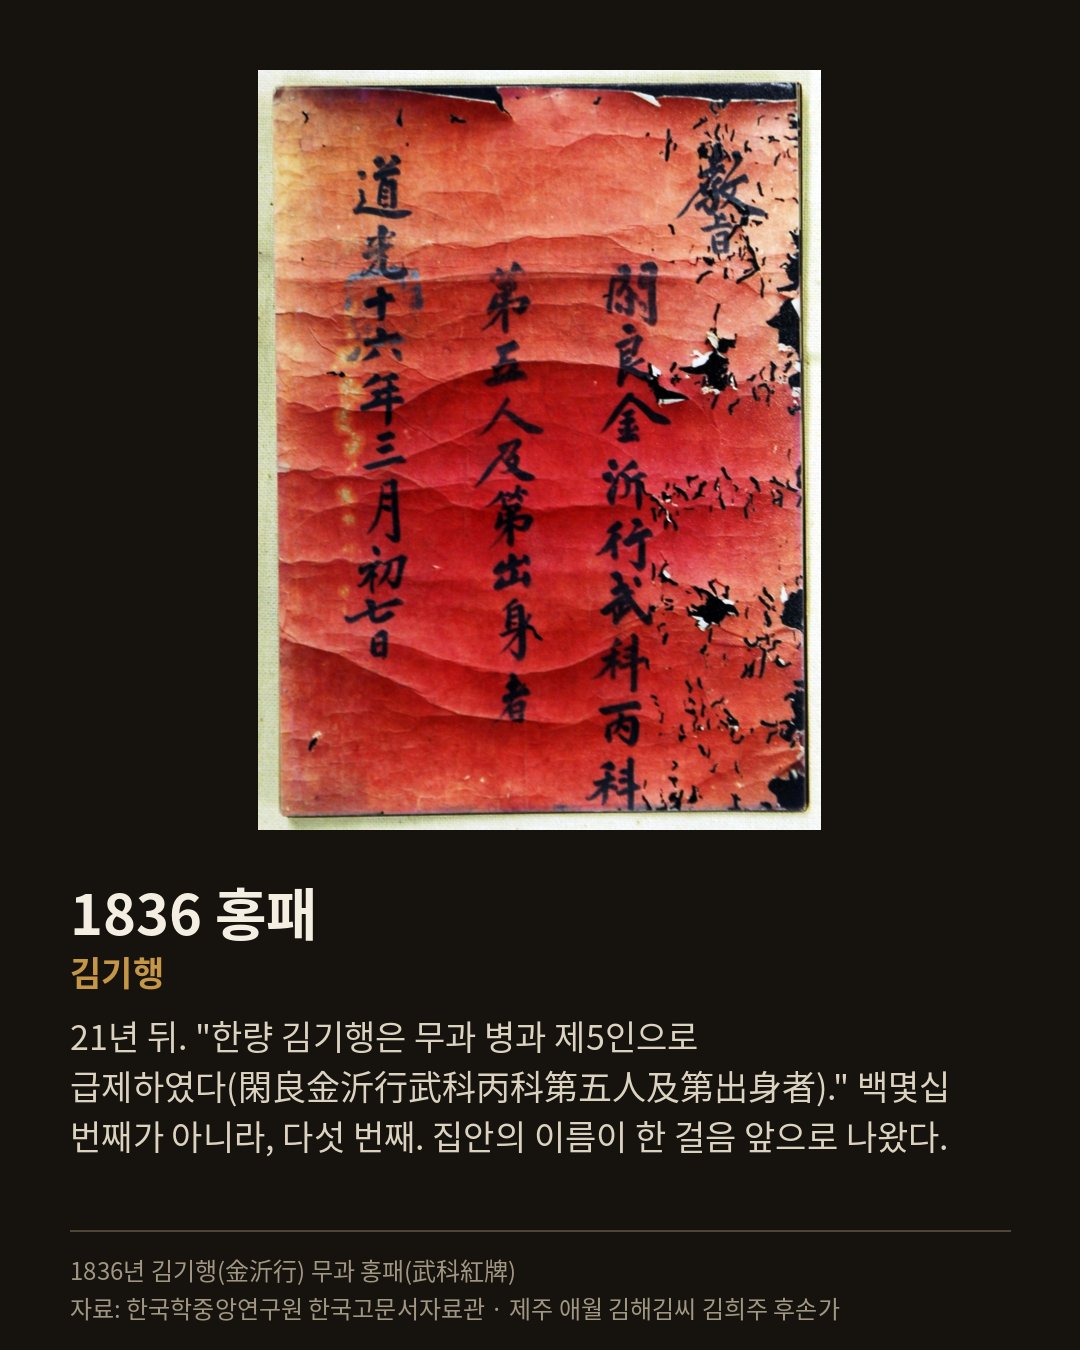 教
旨
閑良金沂行武科丙科
第五人及第出身者
道光十六年三月初七日
1836 홍패
김기행
21년 뒤. "한량 김기행은 무과 병과 제5인으로
급제하였다(閑良金沂行武科丙科第五人及第出身者)." 백몇십
번째가 아니라, 다섯 번째. 집안의 이름이 한 걸음 앞으로 나왔다.
1836년 김기행(金沂行) 무과 홍패(武科紅牌)
자료: 한국학중앙연구원 한국고문서자료관 · 제주 애월 김해김씨 김희주 후손가